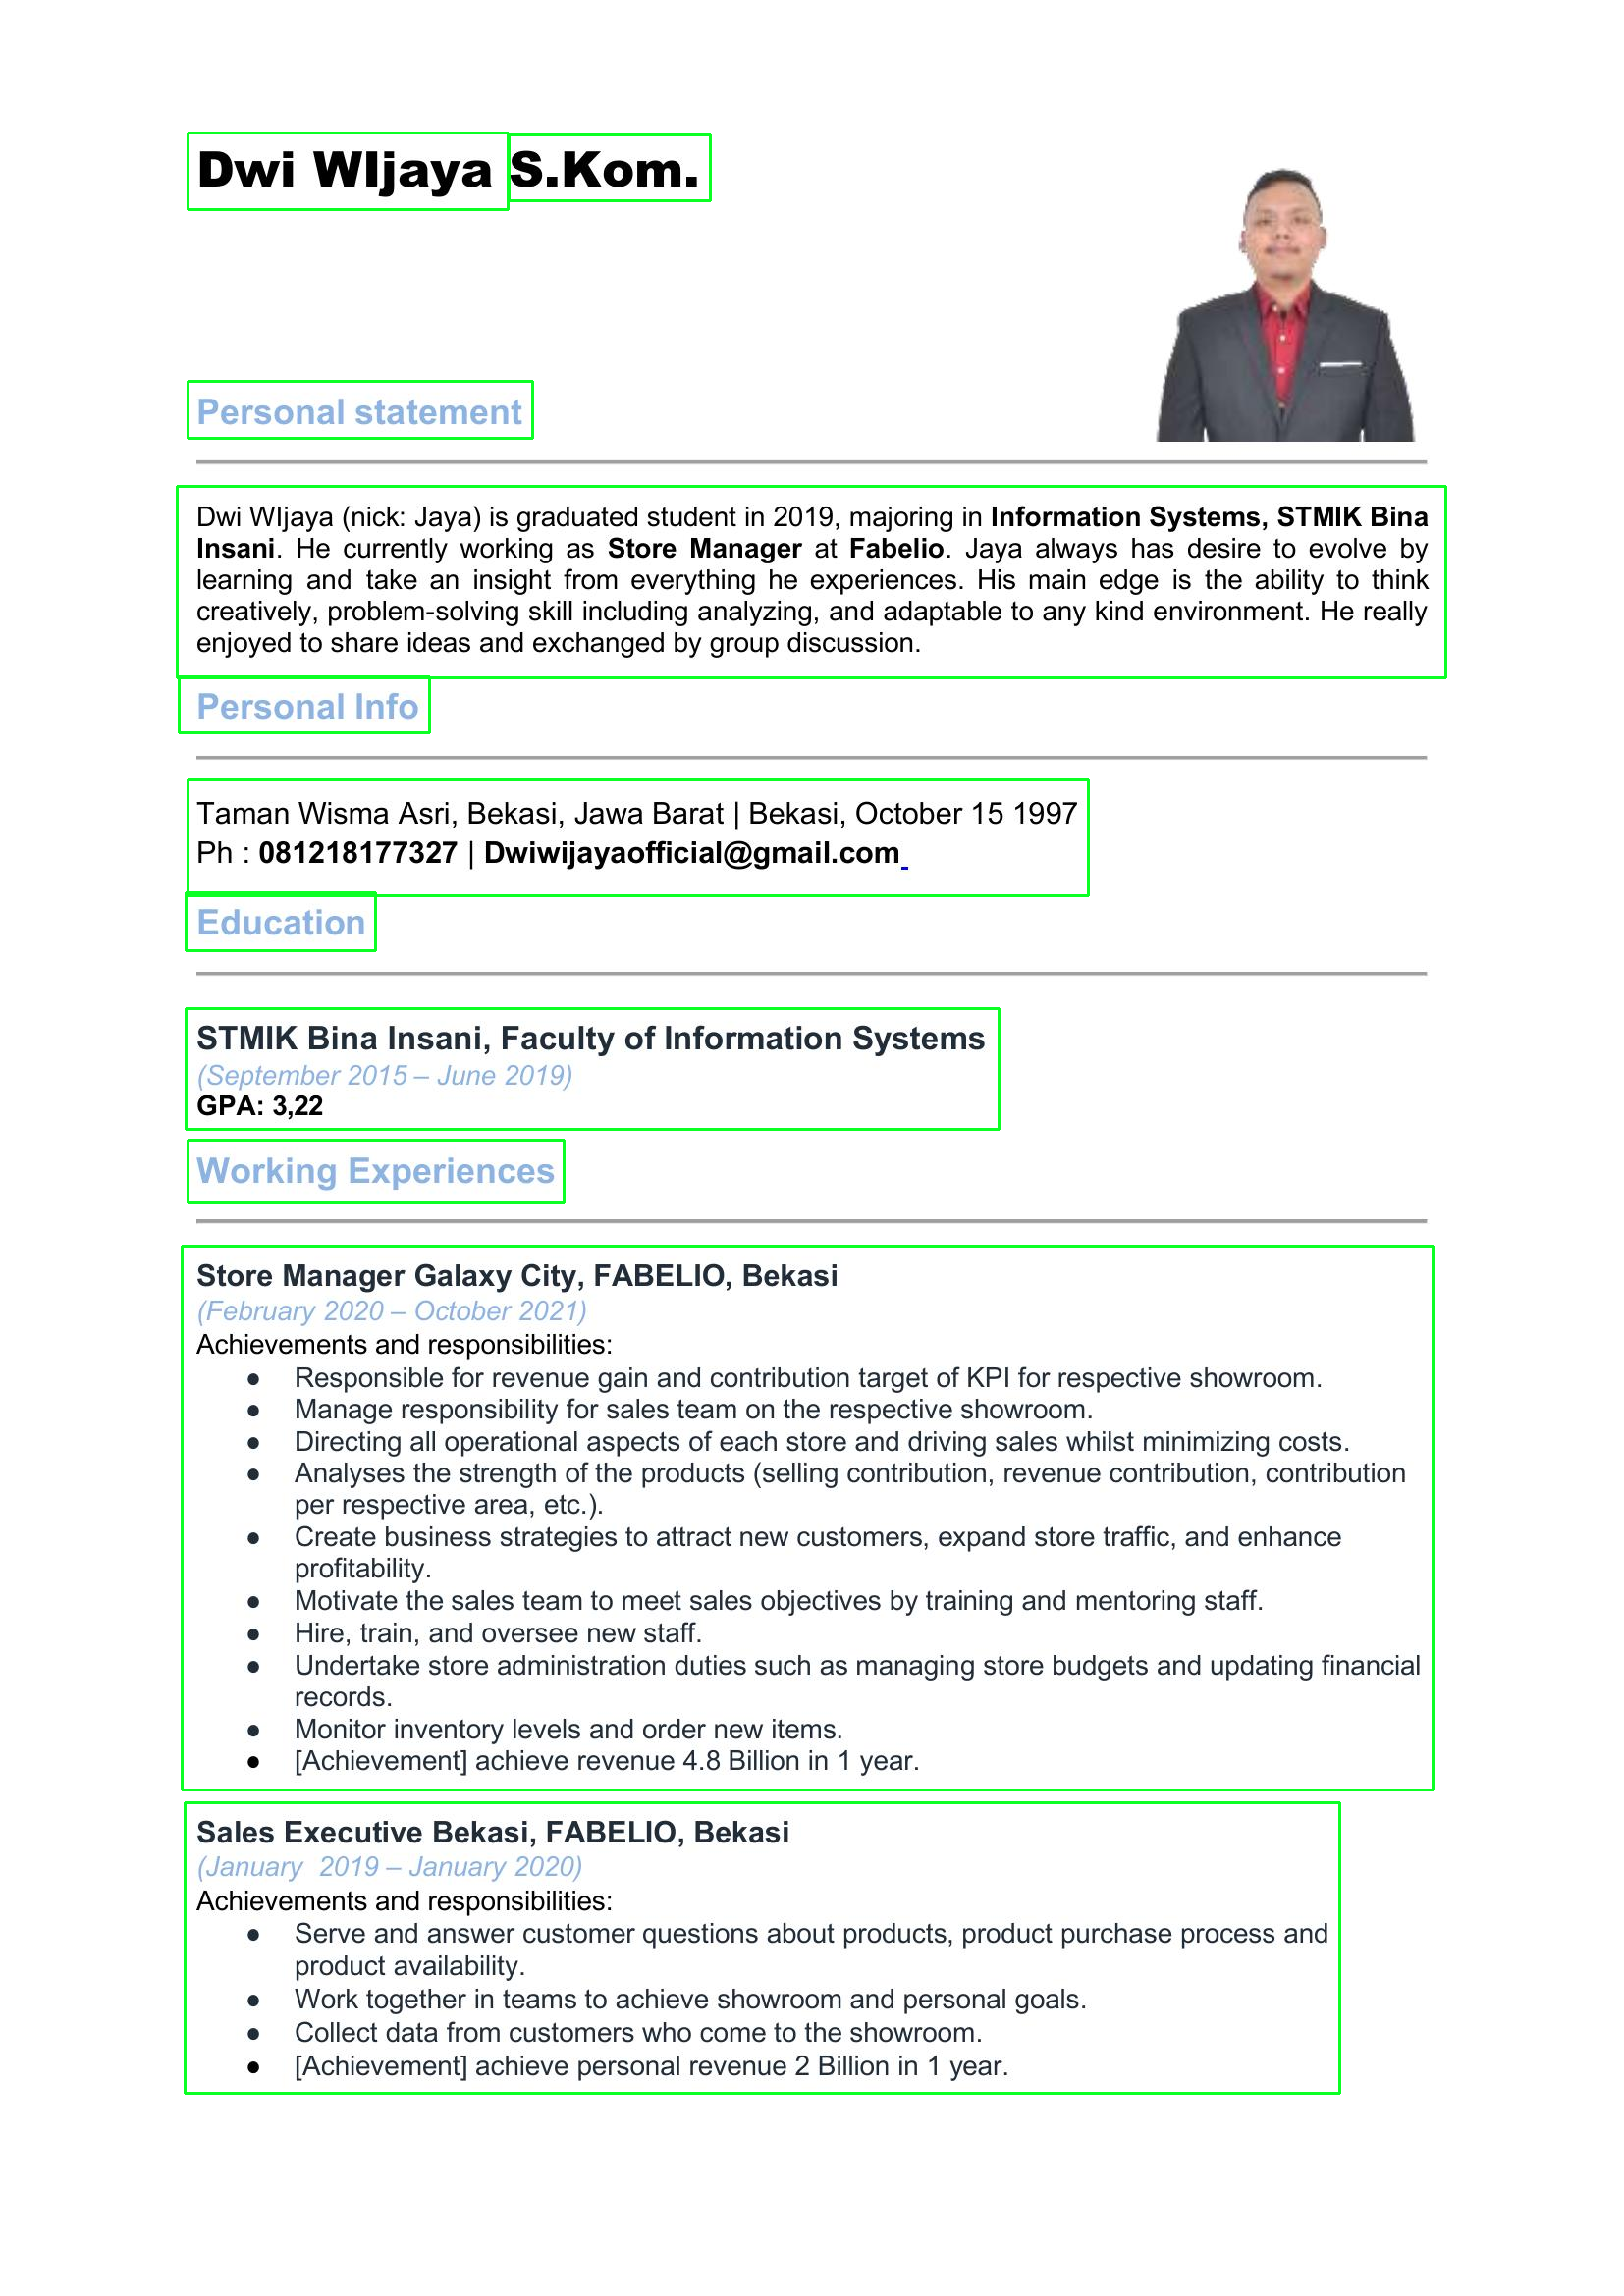 Dwi WIjaya S.Kom.
Personal statement
Dwi WIjaya (nick: Jaya) is graduated student in 2019, majoring in Information Systems, STMIK Bina
Insani. He currently working as Store Manager at Fabelio. Jaya always has desire to evolve by
learning and take an insight from everything he experiences. His main edge is the ability to think
creatively, problem-solving skill including analyzing, and adaptable to any kind environment. He really
enjoyed to share ideas and exchanged by group discussion.
Personal Info
Taman Wisma Asri, Bekasi, Jawa Barat | Bekasi, October 15 1997
Ph : 081218177327 | Dwiwijayaofficial@gmail.com
Education
STMIK Bina Insani, Faculty of Information Systems
(September 2015 – June 2019)
GPA: 3,22
Working Experiences
Store Manager Galaxy City, FABELIO, Bekasi
(February 2020 – October 2021)
Achievements and responsibilities:
● Responsible for revenue gain and contribution target of KPI for respective showroom.
● Manage responsibility for sales team on the respective showroom.
● Directing all operational aspects of each store and driving sales whilst minimizing costs.
● Analyses the strength of the products (selling contribution, revenue contribution, contribution
per respective area, etc.).
● Create business strategies to attract new customers, expand store traffic, and enhance
profitability.
● Motivate the sales team to meet sales objectives by training and mentoring staff.
● Hire, train, and oversee new staff.
● Undertake store administration duties such as managing store budgets and updating financial
records.
● Monitor inventory levels and order new items.
● [Achievement] achieve revenue 4.8 Billion in 1 year.
Sales Executive Bekasi, FABELIO, Bekasi
(January 2019 – January 2020)
Achievements and responsibilities:
● Serve and answer customer questions about products, product purchase process and
product availability.
● Work together in teams to achieve showroom and personal goals.
● Collect data from customers who come to the showroom.
● [Achievement] achieve personal revenue 2 Billion in 1 year.